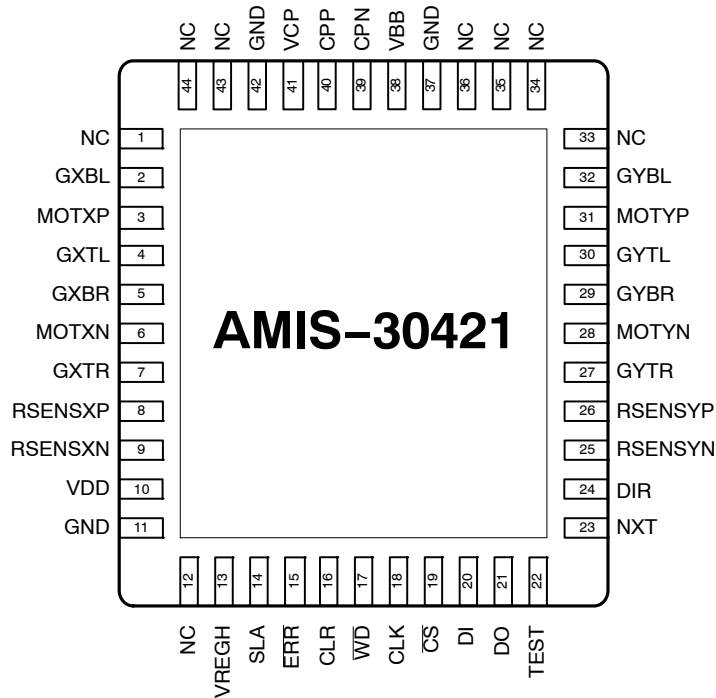 NC NC GND VCP CPP CPN VBB GND NC NC NC
44 43 42 41 40 39 38 37 36 35 34
NC 1 33 NC
GXBL 2 32 GYBL
MOTXP 3 31 MOTYP
GXTL 4 30 GYTL
GXBR 5 29 GYBR
MOTXN 6 28 MOTYN
GXTR 7 27 GYTR
RSENSXP 8 26 RSENSYP
RSENSXN 9 25 RSENSYN
VDD 10 24 DIR
GND 11 23 NXT
AMIS–30421
12 13 14 15 16 17 18 19 20 21 22
NC VREGH SLA ERR CLR WD CLK CS DI DO TEST